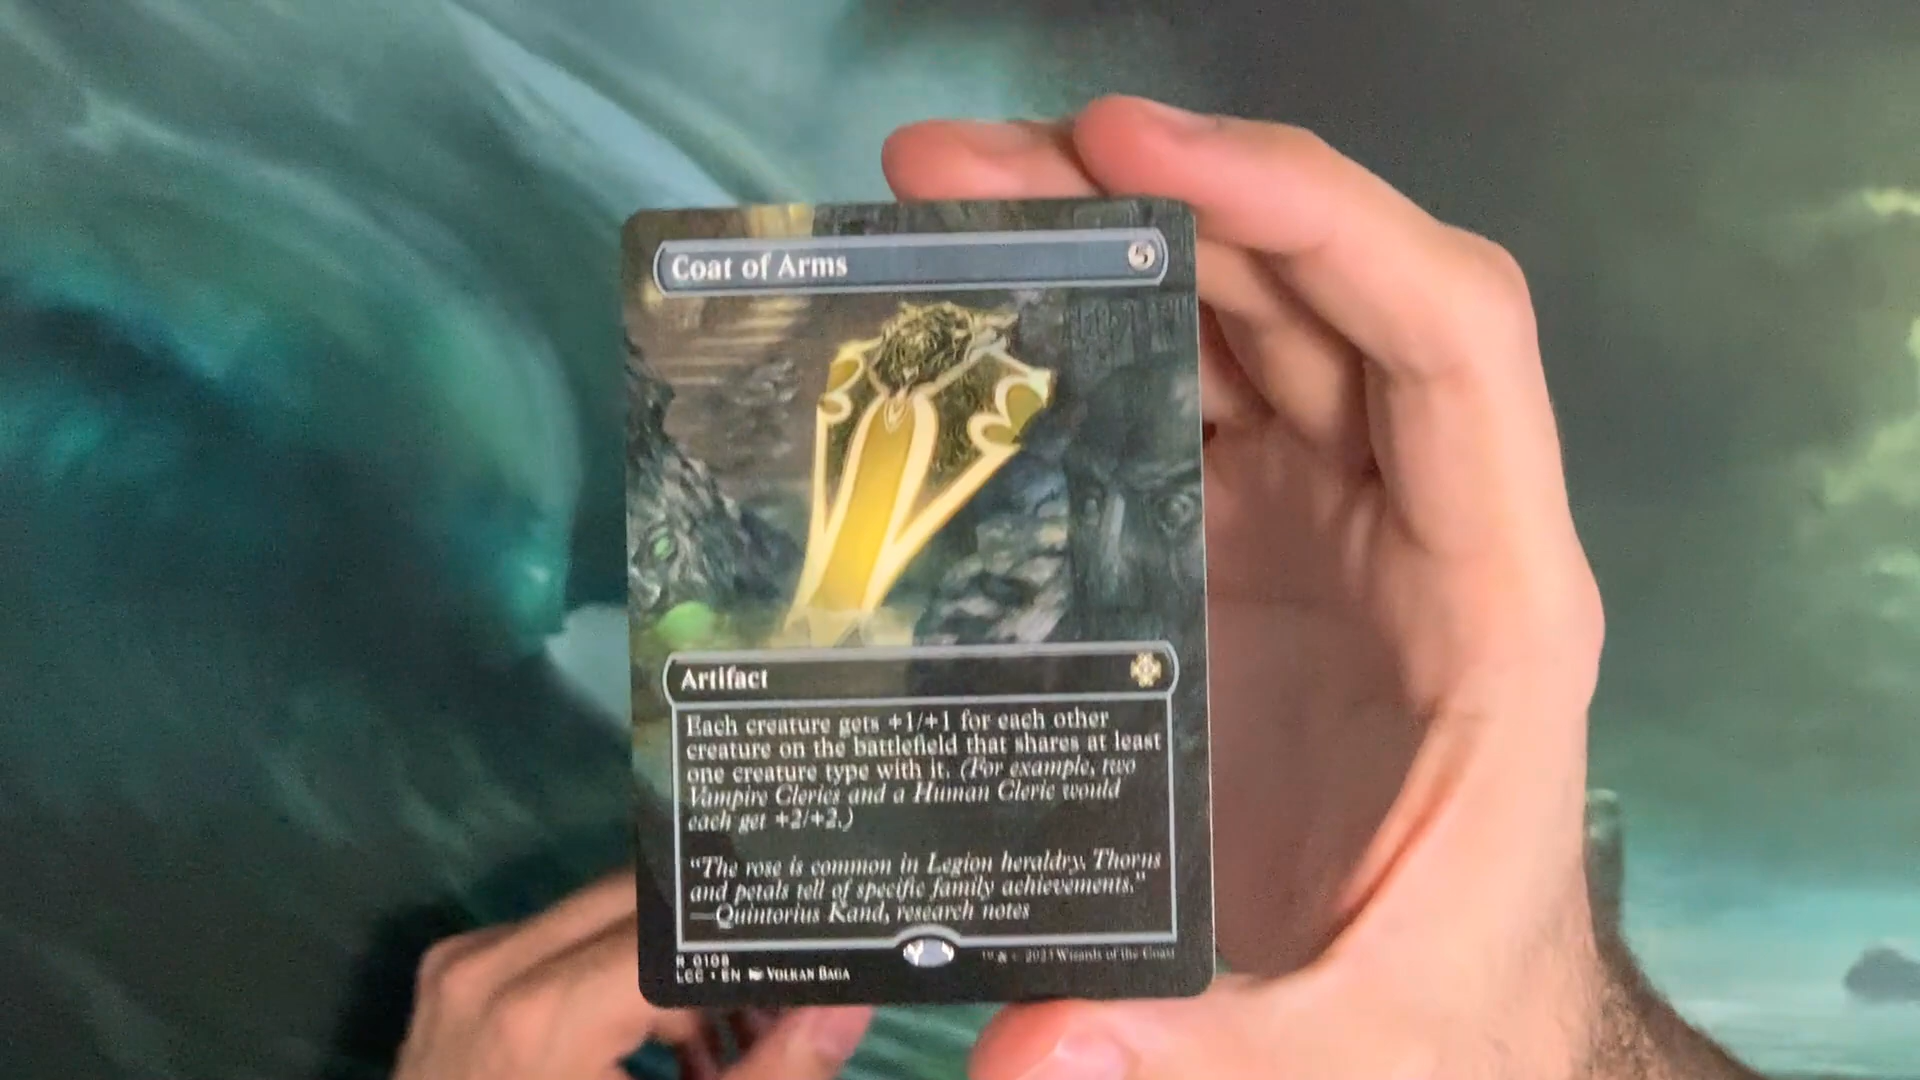 Coat of Arms 5
Artifact
Each creature gets +1/+1 for each other
creature on the battlefield that shares at least
one creature type with it. (For example, two
Vampire Clerics and a Human Cleric would
each get +2/+2.)
“The rose is common in Legion heraldry. Thorns
and petals tell of specific family achievements.”
—Quintorius Kand, research notes
R 0108
LCC • EN VOLKAN BAGA
™ & © 2023 Wizards of the Coast